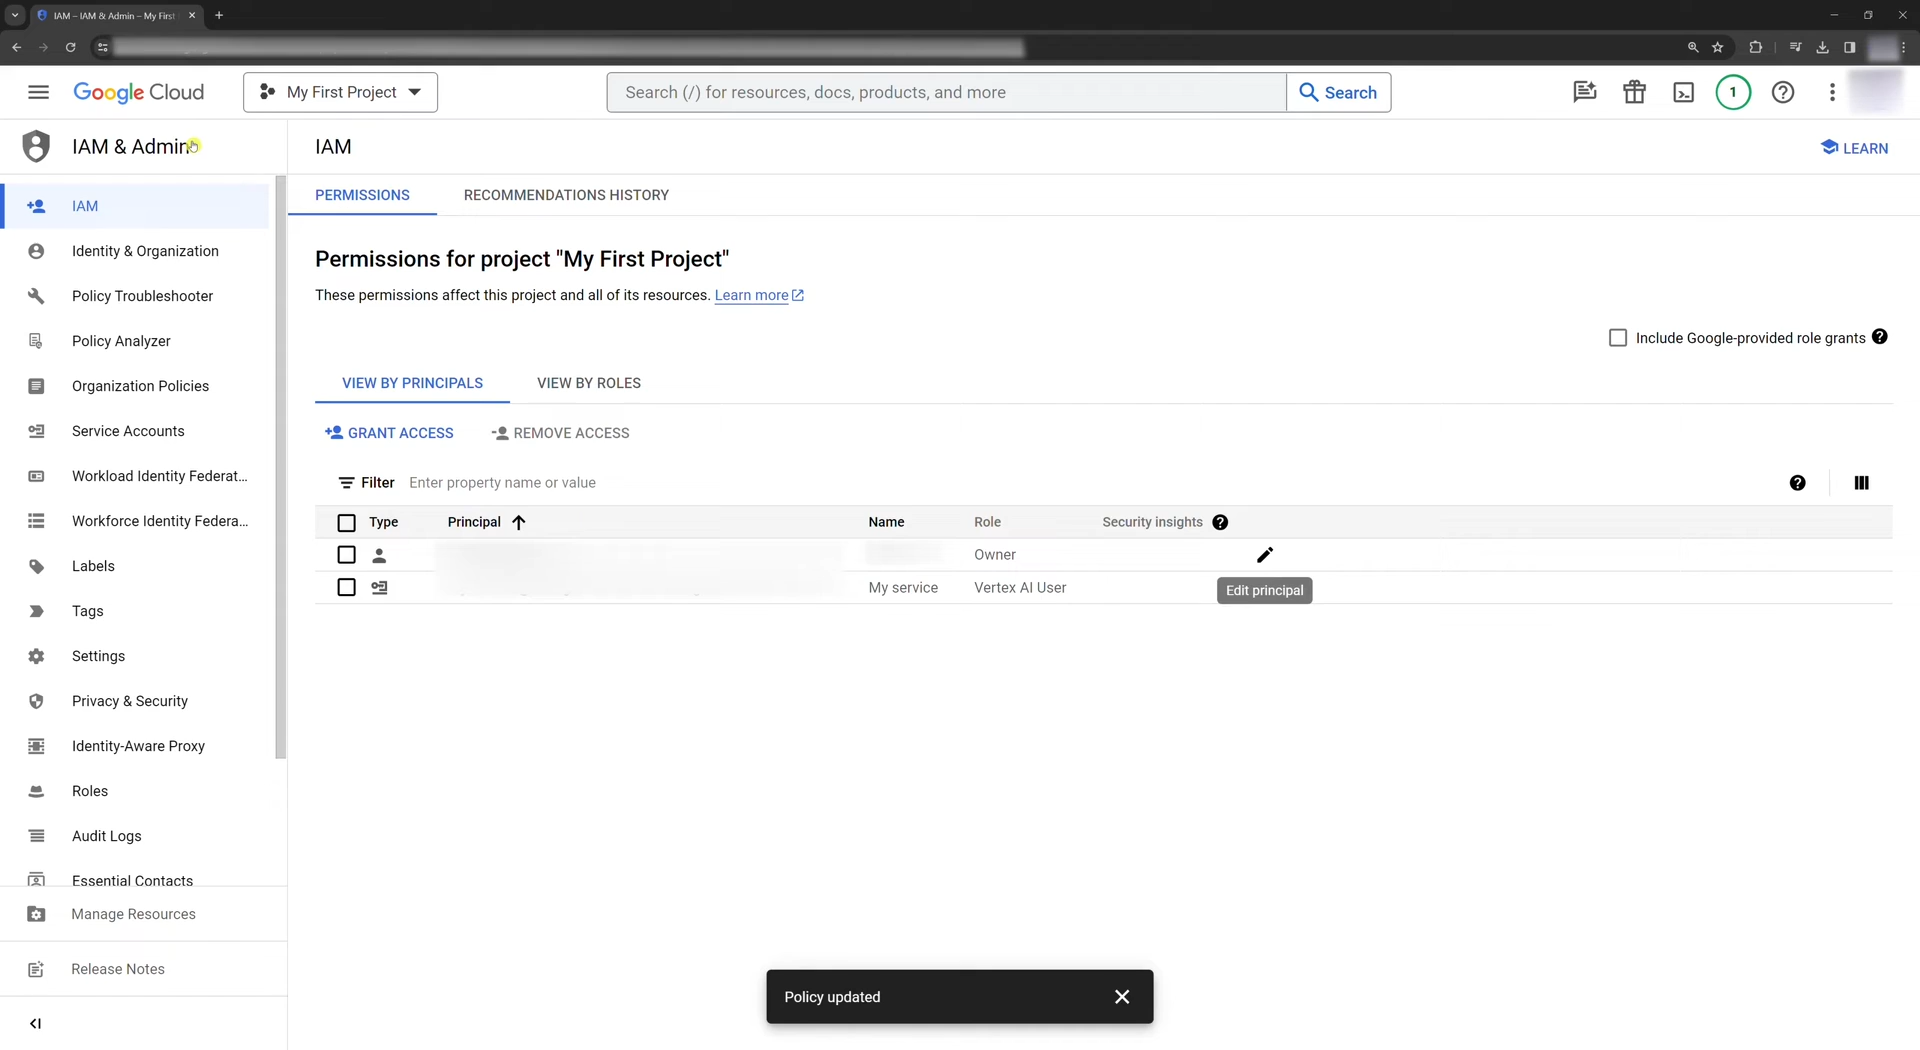 IAM – IAM & Admin – My First
Google Cloud
My First Project
Search (/) for resources, docs, products, and more
Search
1
IAM & Admin
IAM
LEARN
IAM
Identity & Organization
Policy Troubleshooter
Policy Analyzer
Organization Policies
Service Accounts
Workload Identity Federat...
Workforce Identity Federa...
Labels
Tags
Settings
Privacy & Security
Identity-Aware Proxy
Roles
Audit Logs
Essential Contacts
Manage Resources
Release Notes
PERMISSIONS
RECOMMENDATIONS HISTORY
Permissions for project "My First Project"
These permissions affect this project and all of its resources. Learn more
Include Google-provided role grants
VIEW BY PRINCIPALS
VIEW BY ROLES
GRANT ACCESS
REMOVE ACCESS
Filter Enter property name or value
Type Principal Name Role Security insights
Owner
My service Vertex AI User
Edit principal
Policy updated